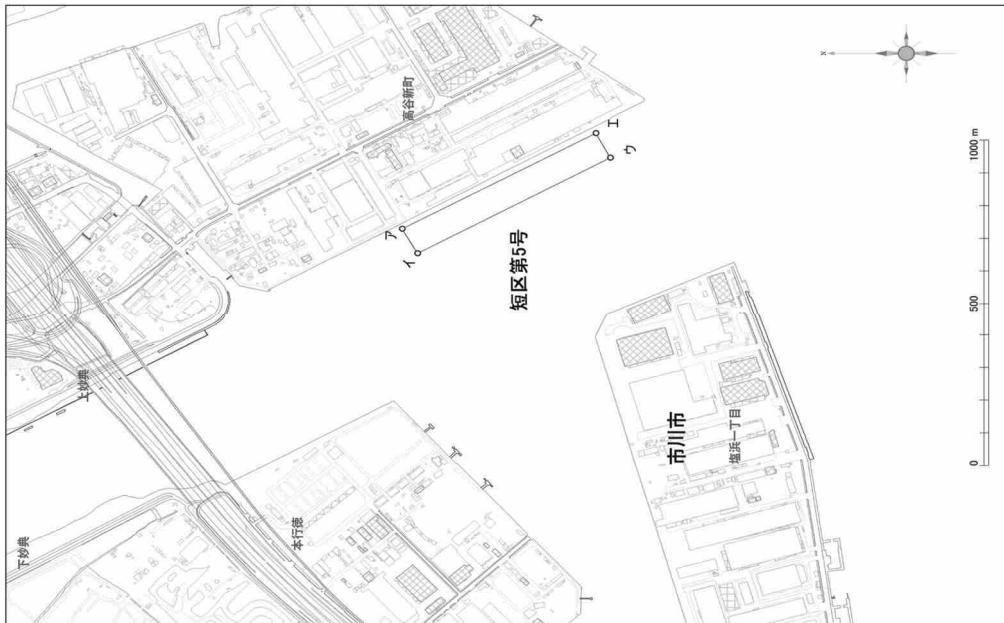 高谷新町
ア
イ
ウ
エ
短区第5号
上妙典
下妙典
本行徳
市川市
塩浜一丁目
N
0
500
1000 m